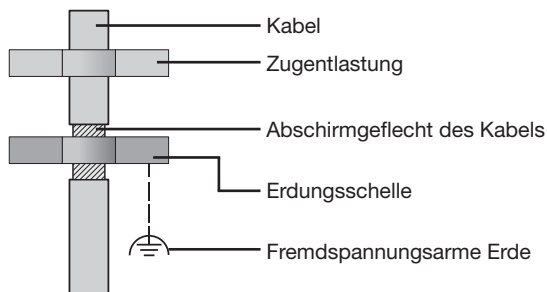 Kabel
Zugentlastung
Abschirmgeflecht des Kabels
Erdungsschelle
Fremdspannungsarme Erde